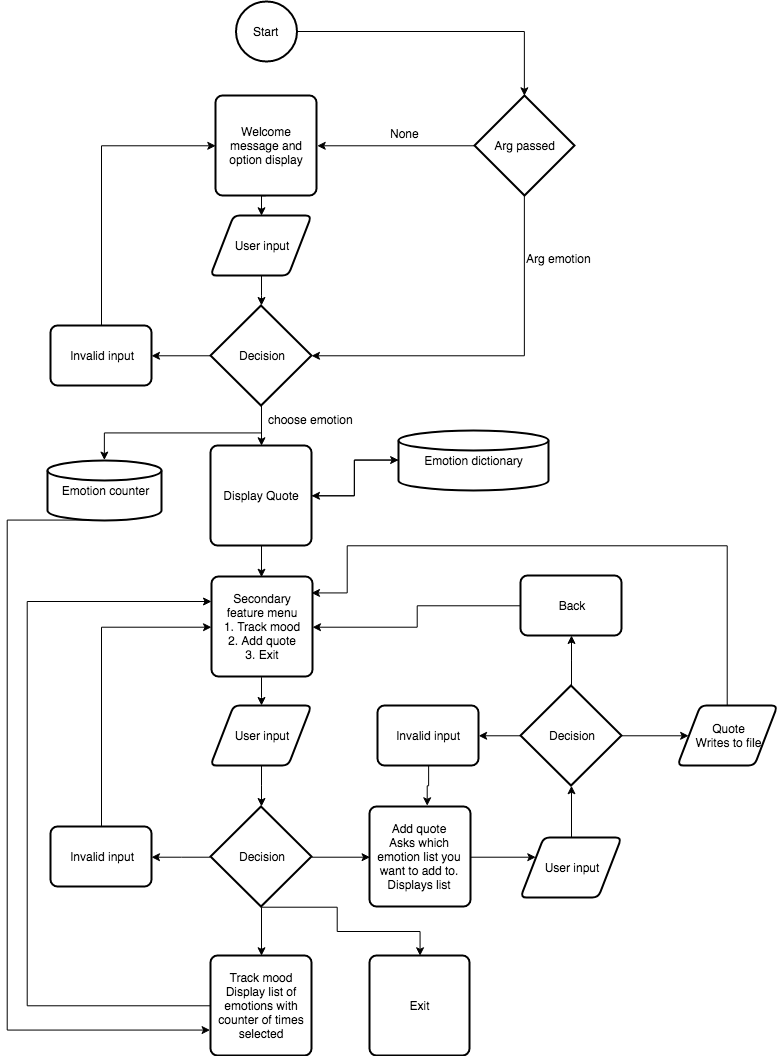 Start
Welcome
message and
option display
None
Arg passed
User input
Arg emotion
Invalid input
Decision
choose emotion
Emotion counter
Emotion dictionary
Display Quote
Secondary
feature menu
1. Track mood
2. Add quote
3. Exit
Back
User input
Invalid input
Decision
Quote
Writes to file
Invalid input
Decision
Add quote
Asks which
emotion list you
want to add to.
Displays list
User input
Track mood
Display list of
emotions with
counter of times
selected
Exit